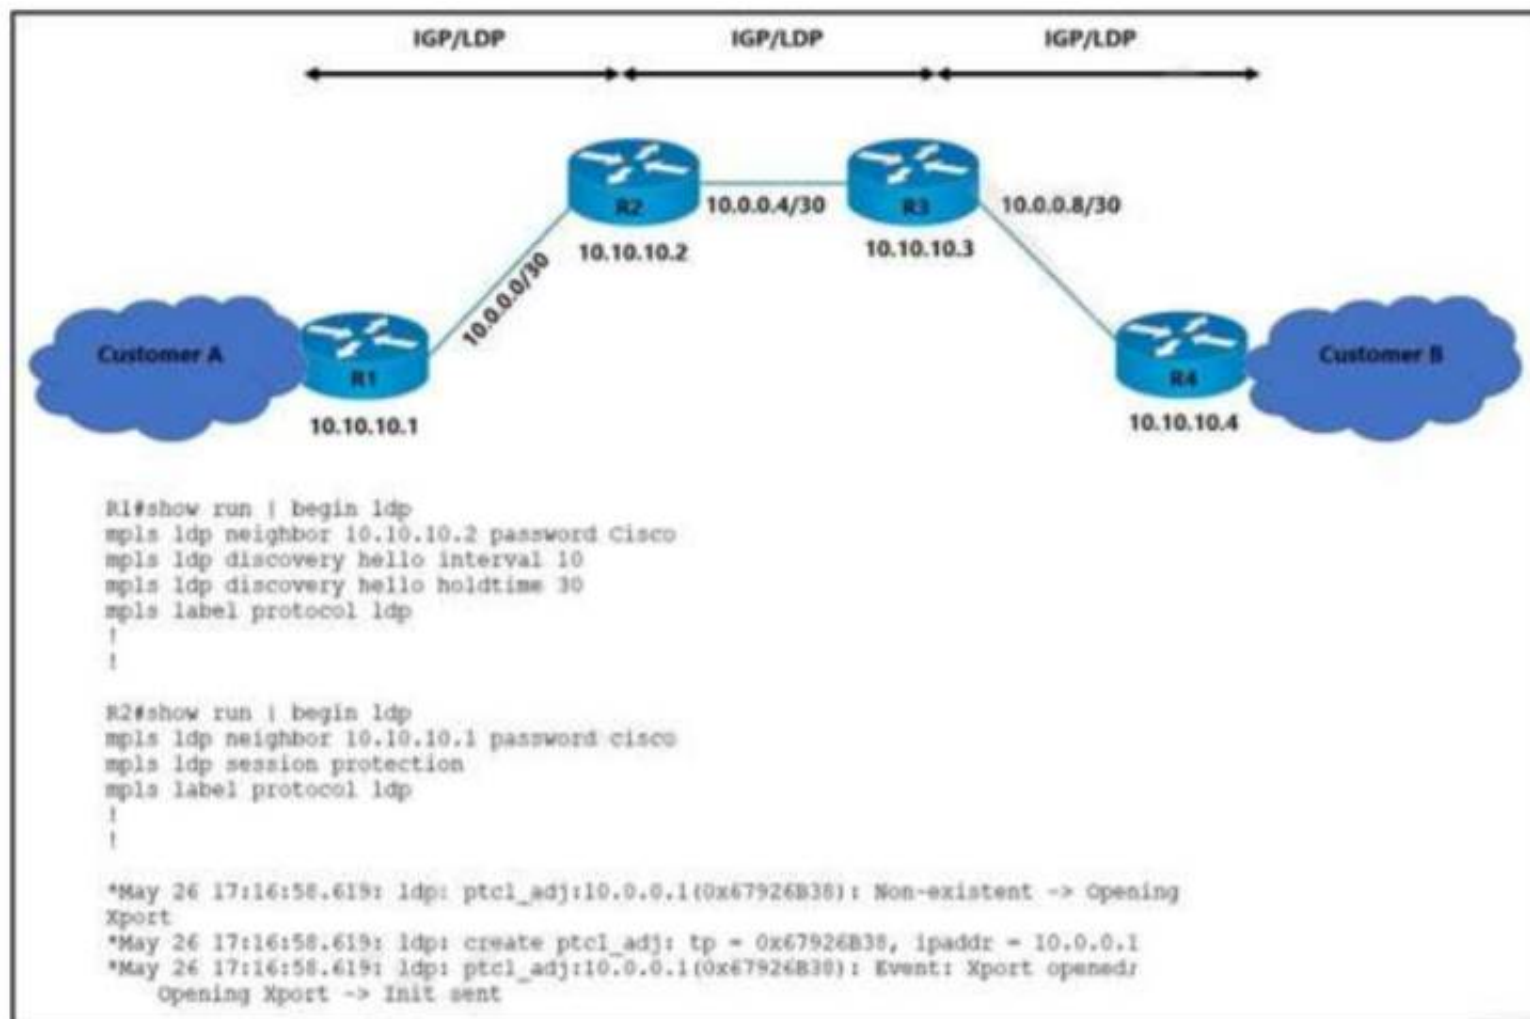 IGP/LDP IGP/LDP IGP/LDP
R2 10.0.0.4/30 R3 10.0.0.8/30
10.10.10.2 10.10.10.3
10.0.0.0/30
Customer A R1 R4 Customer B
10.10.10.1 10.10.10.4
R1#show run | begin ldp
mpls ldp neighbor 10.10.10.2 password Cisco
mpls ldp discovery hello interval 10
mpls ldp discovery hello holdtime 30
mpls label protocol ldp
!
!
R2#show run | begin ldp
mpls ldp neighbor 10.10.10.1 password cisco
mpls ldp session protection
mpls label protocol ldp
!
!
*May 26 17:16:58.619: ldp: ptcl_adj:10.0.0.1(0x67926B38): Non-existent -> Opening
Xport
*May 26 17:16:58.619: ldp: create ptcl_adj: tp = 0x67926B38, ipaddr = 10.0.0.1
*May 26 17:16:58.619: ldp: ptcl_adj:10.0.0.1(0x67926B38): Event: Xport opened;
Opening Xport -> Init sent